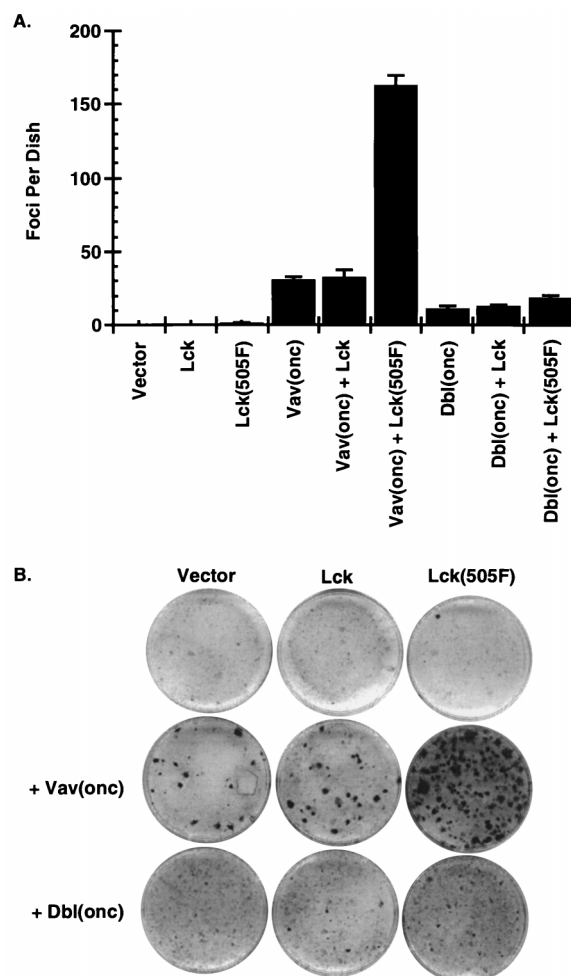 A.
200
150
100
50
0
Foci Per Dish
Vector
Lck
Lck(505F)
Vav(onc)
Vav(onc) + Lck
Vav(onc) + Lck(505F)
Dbl(onc)
Dbl(onc) + Lck
Dbl(onc) + Lck(505F)
B.
Vector Lck Lck(505F)
+ Vav(onc)
+ Dbl(onc)